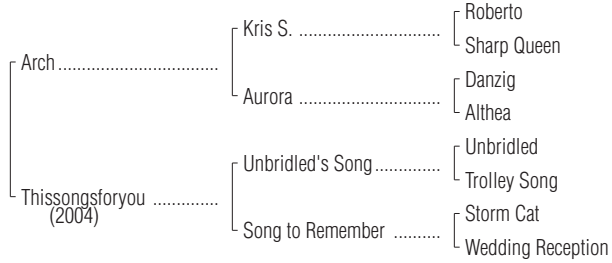 Roberto
Kris S. ..................................
Sharp Queen
Arch ................................
Danzig
Aurora ..................................
Althea
Unbridled
Unbridled's Song ...............
Trolley Song
Thissongsforyou .............
(2004)
Storm Cat
Song to Remember ..........
Wedding Reception